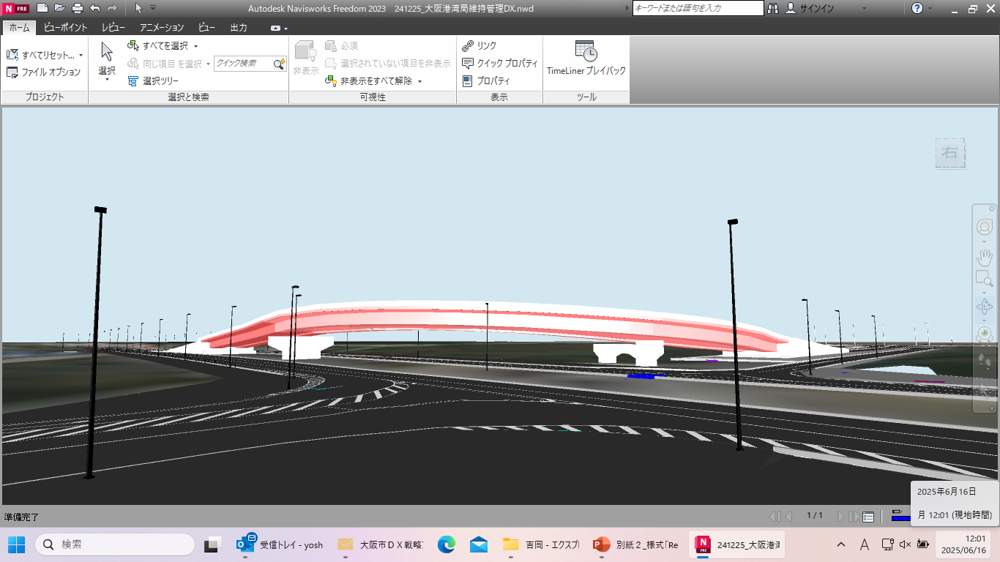 N FRE
Autodesk Navisworks Freedom 2023 241225_大阪港湾局維持管理DX.nwd
キーワードまたは語句を入力
サインイン
ホーム ビューポイント レビュー アニメーション ビュー 出力
すべてリセット...
ファイル オプション
プロジェクト
選択
すべてを選択
同じ項目 を選択
選択ツリー
クイック検索
選択と検索
非表示
必須
選択されていない項目を非表示
非表示をすべて解除
可視性
リンク
クイック プロパティ
プロパティ
表示
TimeLiner プレイバック
ツール
右
2025年6月16日
月 12:01 (現地時間)
準備完了
1 / 1
検索
受信トレイ - yosh
大阪市ＤＸ戦略
吉岡 - エクスプ
別紙２_様式「Re
N FRE
241225_大阪港湾
A
12:01
2025/06/16